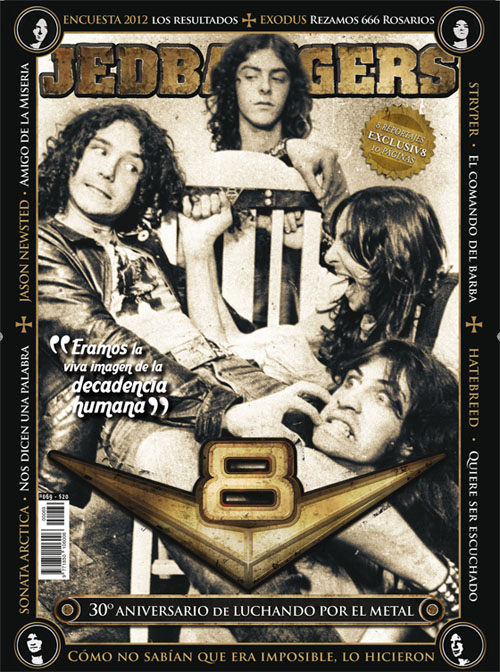 ENCUESTA 2012 LOS RESULTADOS ✠ EXODUS REZAMOS 666 ROSARIOS
JEDBANGERS
SONATA ARCTICA · NOS DICEN UNA PALABRA ✠ JASON NEWSTED · AMIGO DE LA MISERIA
STRYPER · EL COMANDO DEL BARBA ✠ HATEBREED · QUIERE SER ESCUCHADO
8 REPORTAJES
EXCLUSIV8
10 PÁGINAS
"Eramos la
viva imagen de la
decadencia
humana"
8
#069 - $20
30º ANIVERSARIO DE LUCHANDO POR EL METAL
CÓMO NO SABÍAN QUE ERA IMPOSIBLE, LO HICIERON